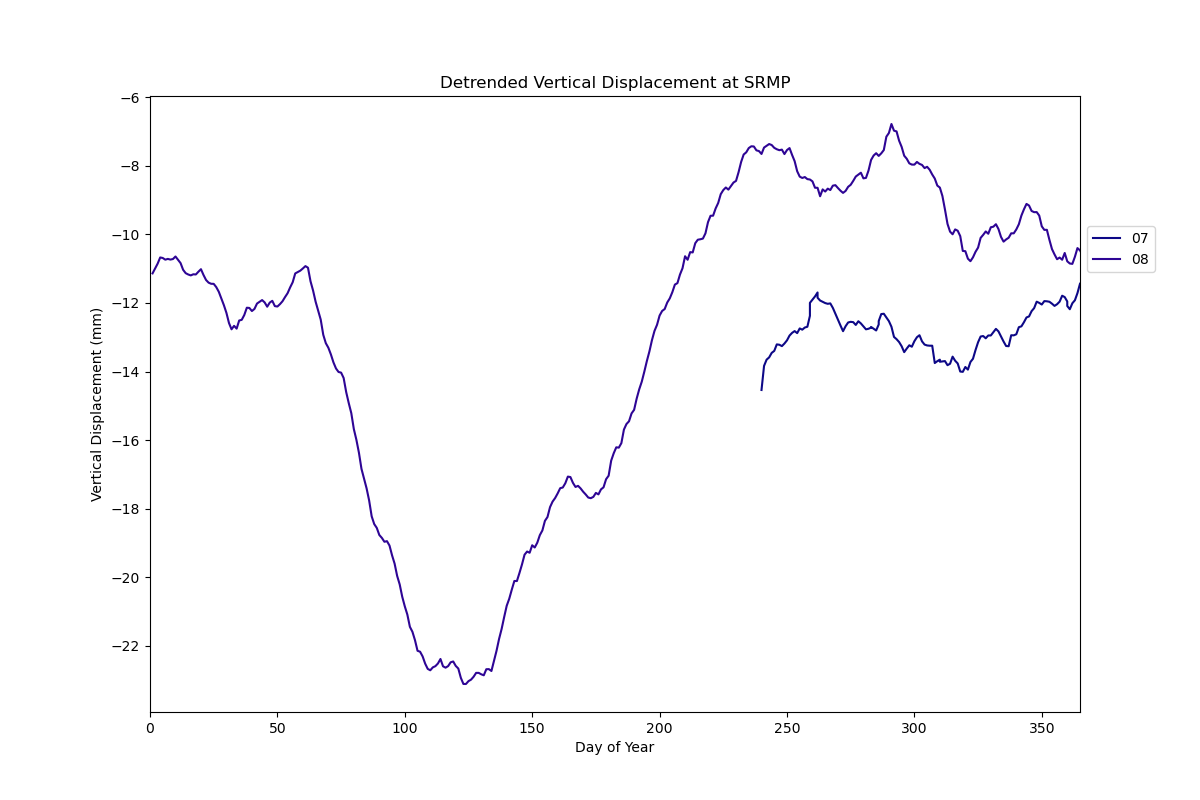 Detrended Vertical Displacement at SRMP
−6
−8
−10
−12
−14
−16
−18
−20
−22
Vertical Displacement (mm)
0 50 100 150 200 250 300 350
Day of Year
07
08